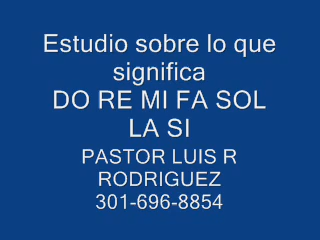 Estudio sobre lo que
significa
DO RE MI FA SOL
LA SI
PASTOR LUIS R
RODRIGUEZ
301-696-8854